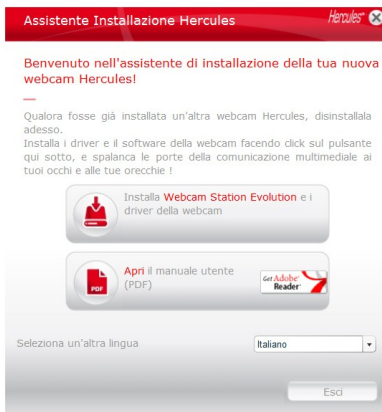 Assistente Installazione Hercules
Hercules
Benvenuto nell'assistente di installazione della tua nuova
webcam Hercules!
Qualora fosse già installata un'altra webcam Hercules, disinstallala
adesso.
Installa i driver e il software della webcam facendo click sul pulsante
qui sotto, e spalanca le porte della comunicazione multimediale ai
tuoi occhi e alle tue orecchie !
Installa Webcam Station Evolution e i
driver della webcam
Apri il manuale utente
(PDF)
PDF
Get Adobe
Reader
Seleziona un'altra lingua
Italiano
Esci